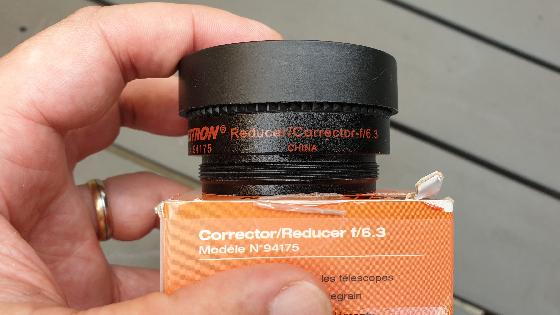 TRON® Reducer/Corrector-f/6.3
94175 CHINA
Corrector/Reducer f/6.3
Modèle N°94175
les télescopes
egrain